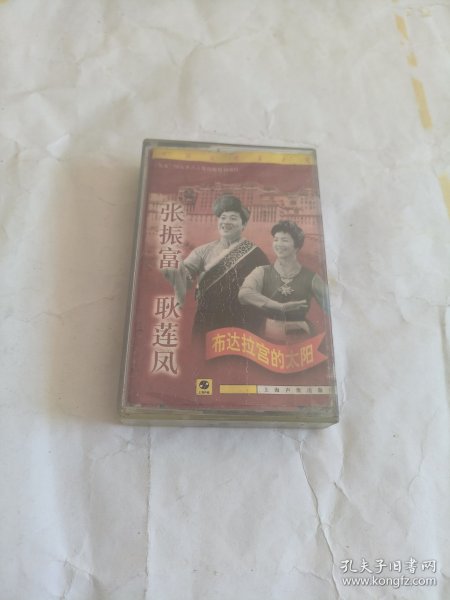 张振富
耿莲凤
布达拉宫的太阳
上海声像出版
孔夫子旧书网
www.kongfz.com